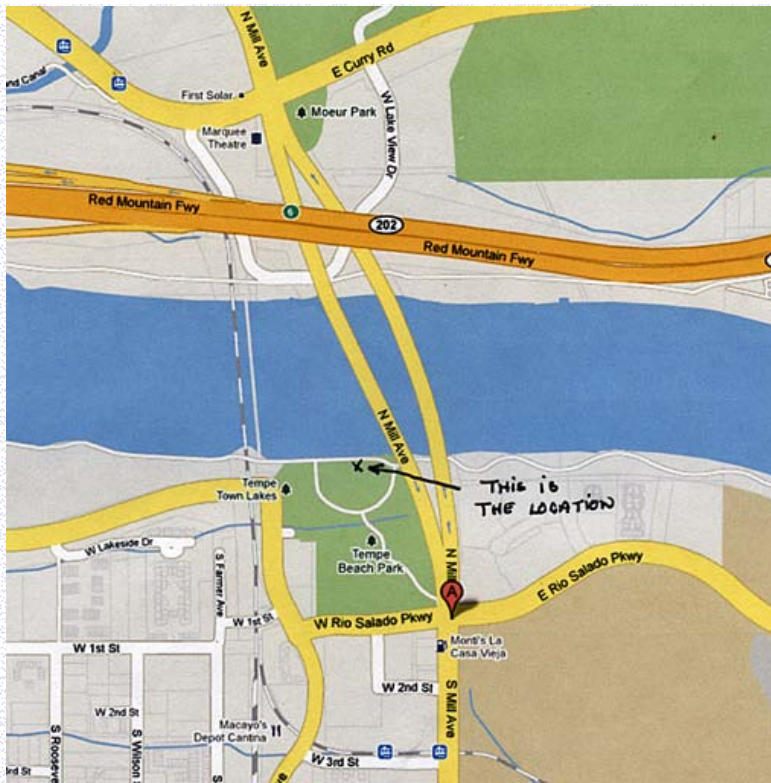 N Mill Ave
E Curry Rd
First Solar
Moeur Park
Marquee
Theatre
W Lake View Dr
Red Mountain Fwy
6
202
Red Mountain Fwy
N Mill Ave
THIS IS
THE LOCATION
X
Tempe
Town Lakes
W Lakeside Dr
S Farmer Ave
Tempe
Beach Park
N Mil
A
E Rio Salado Pkwy
W 1st St
W Rio Salado Pkwy
W 1st St
Monti's La
Casa Vieja
W 2nd St
S Mill Ave
W 2nd St
Macayo's
Depot Cantina
S Roosev
S Wilson S
S
W 3rd St
rd St